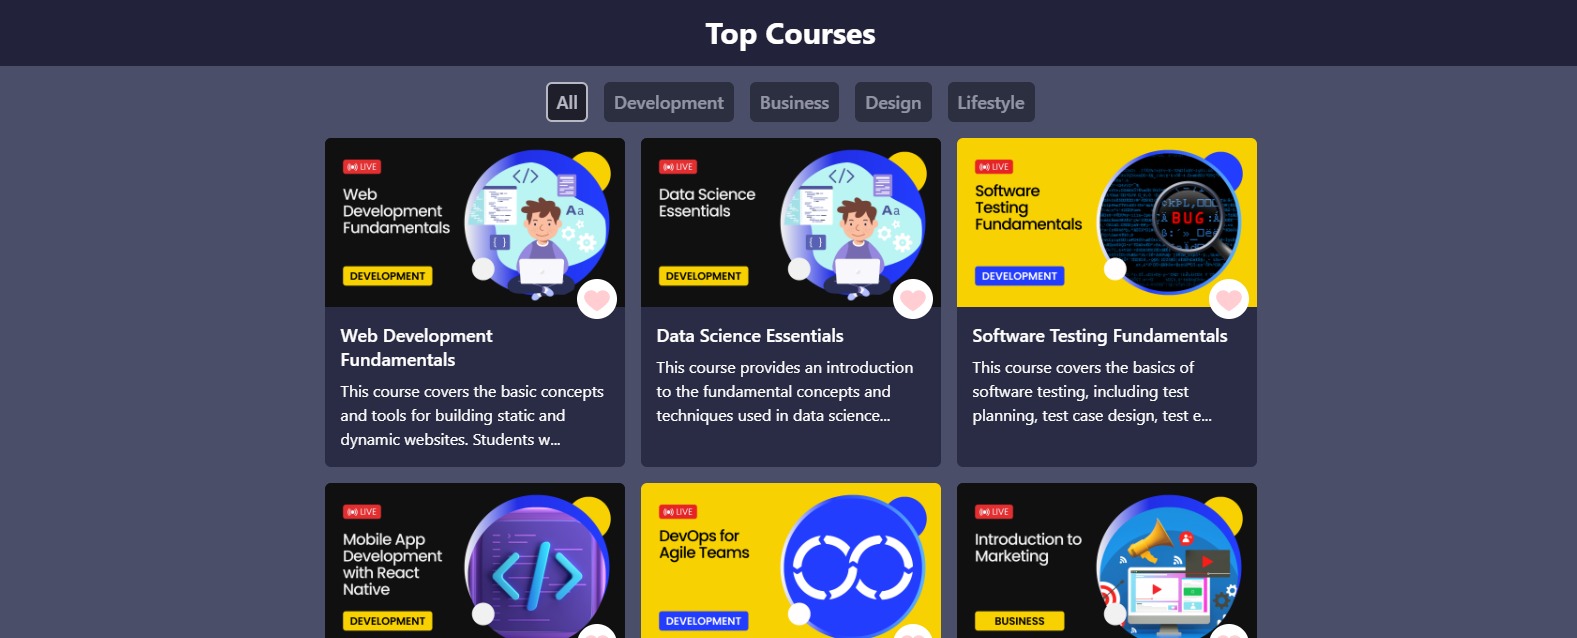 Top Courses
All
Development
Business
Design
Lifestyle
LIVE
Web
Development
Fundamentals
DEVELOPMENT
Web Development
Fundamentals
This course covers the basic concepts
and tools for building static and
dynamic websites. Students w...
LIVE
Data Science
Essentials
DEVELOPMENT
Data Science Essentials
This course provides an introduction
to the fundamental concepts and
techniques used in data science...
LIVE
Software
Testing
Fundamentals
BUG
DEVELOPMENT
Software Testing Fundamentals
This course covers the basics of
software testing, including test
planning, test case design, test e...
LIVE
Mobile App
Development
with React
Native
DEVELOPMENT
LIVE
DevOps for
Agile Teams
DEVELOPMENT
LIVE
Introduction to
Marketing
BUSINESS